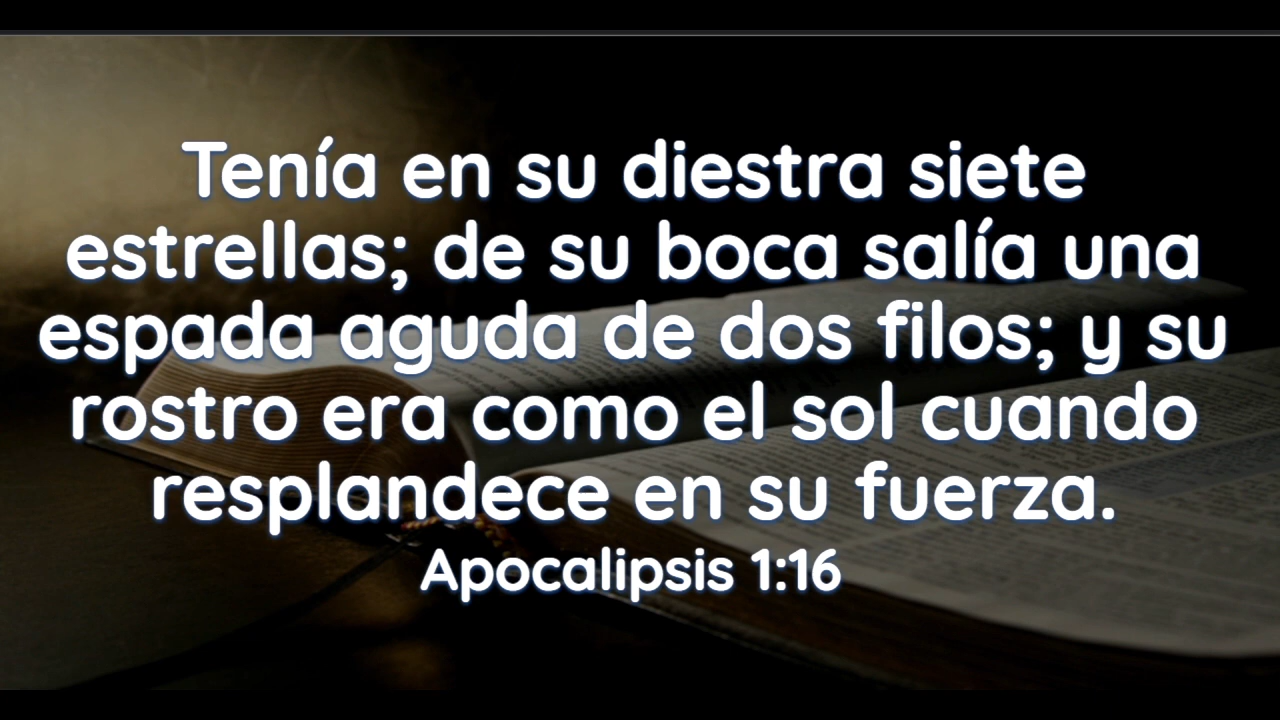 Tenía en su diestra siete
estrellas; de su boca salía una
espada aguda de dos filos; y su
rostro era como el sol cuando
resplandece en su fuerza.
Apocalipsis 1:16